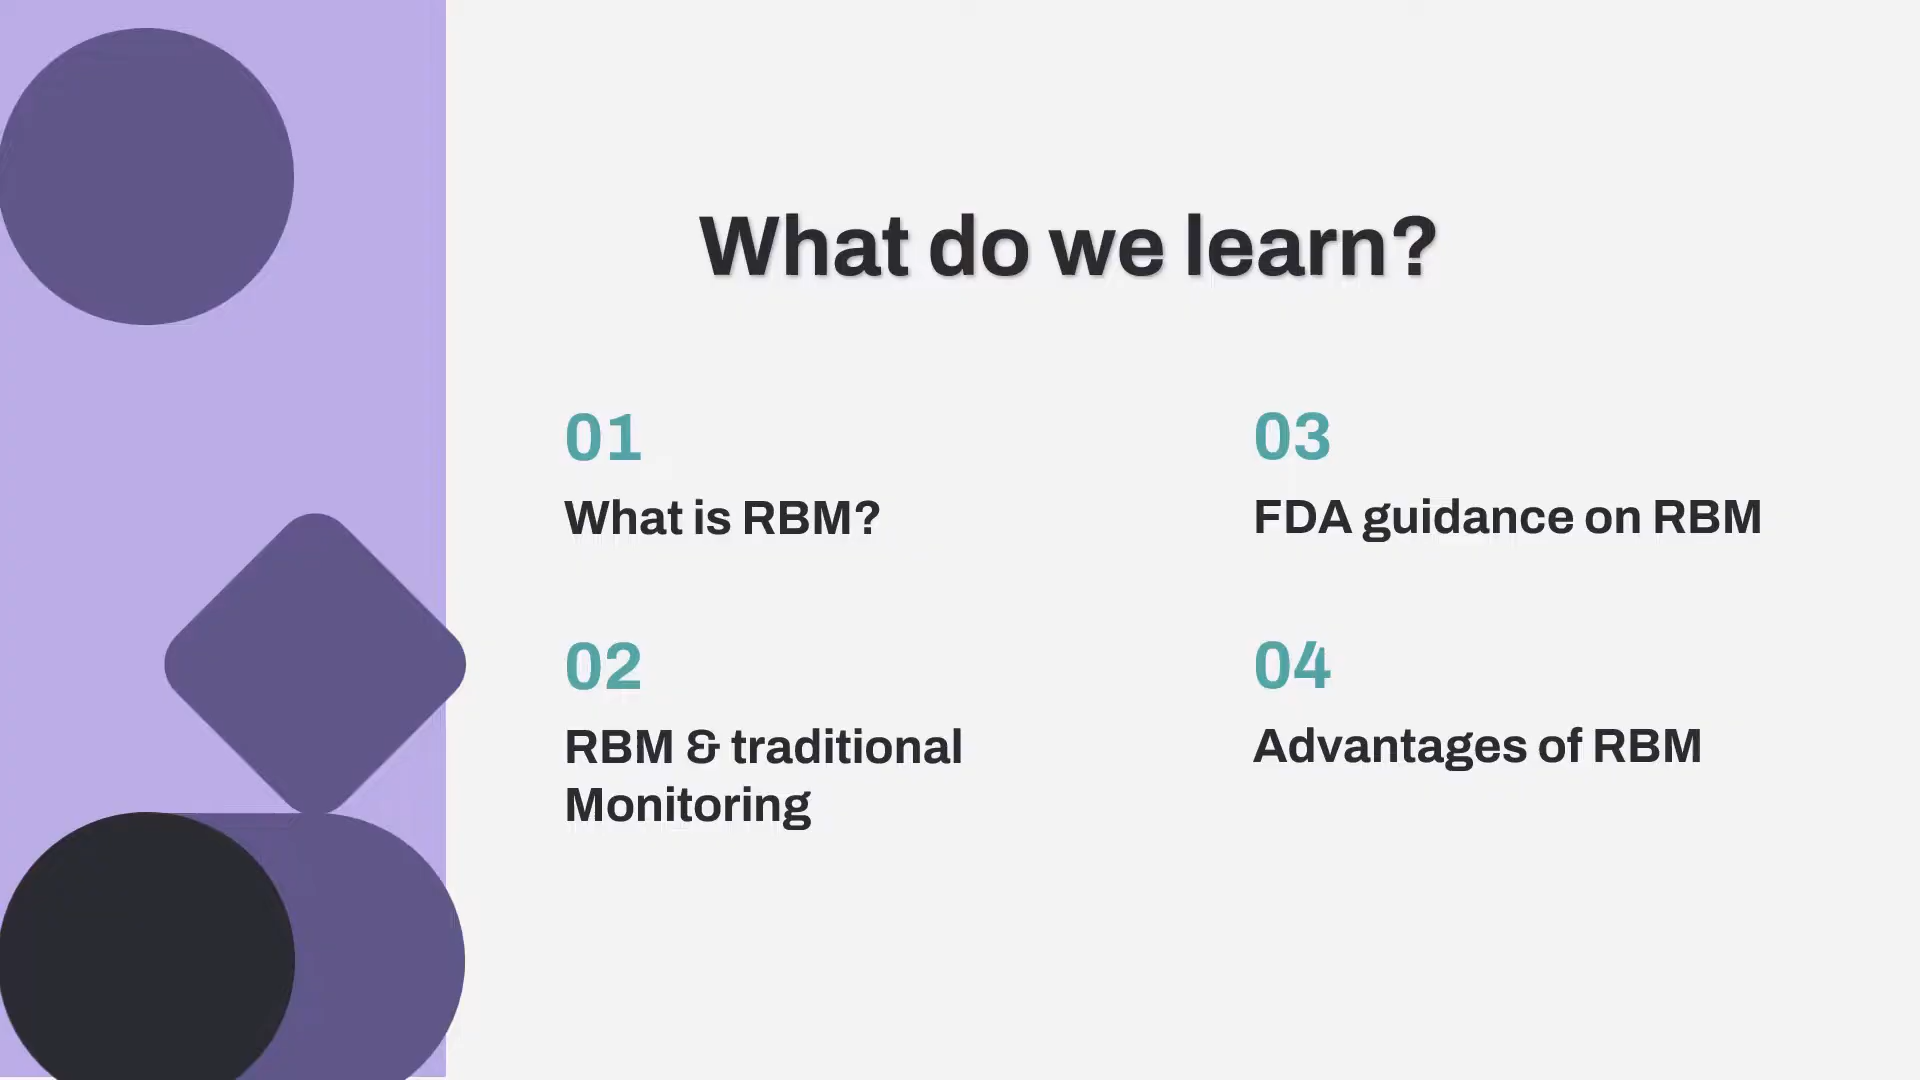 What do we learn?
01
What is RBM?
02
RBM & traditional
Monitoring
03
FDA guidance on RBM
04
Advantages of RBM